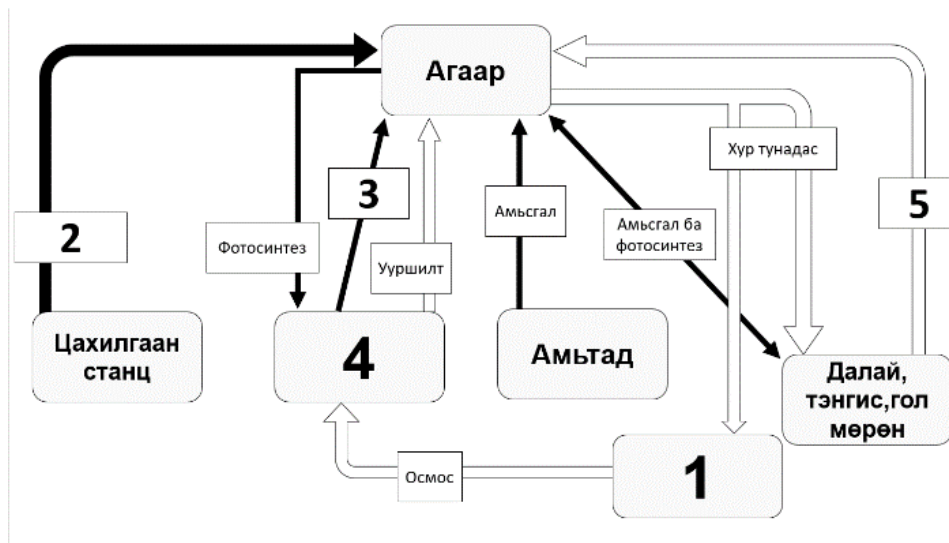 Агаар
Хур тунадас
3
Амьсгал
5
2
Фотосинтез
Ууршилт
Амьсгал ба
фотосинтез
Цахилгаан
станц
4
Амьтад
Далай,
тэнгис,гол
мөрөн
Осмос
1